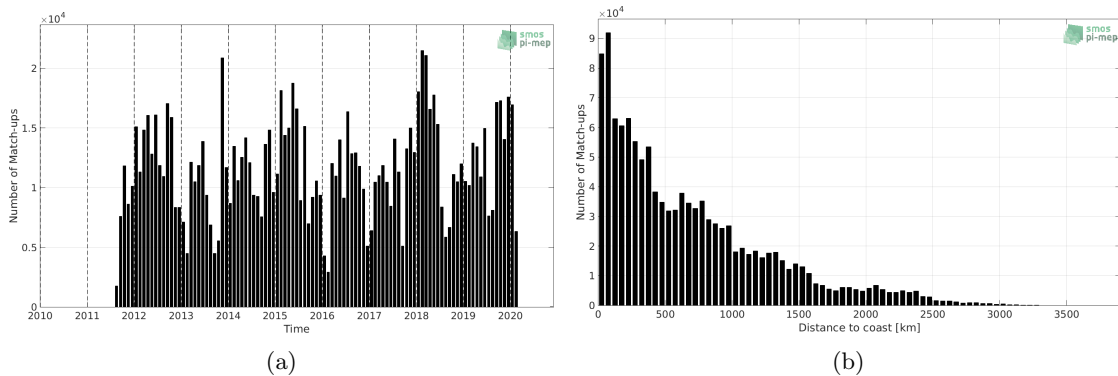 ×10⁴
2
1.5
1
0.5
0
Number of Match-ups
2010 2011 2012 2013 2014 2015 2016 2017 2018 2019 2020
Time
smos
pi-mep
(a)
×10⁴
9
8
7
6
5
4
3
2
1
0
Number of Match-ups
0 500 1000 1500 2000 2500 3000 3500
Distance to coast [km]
smos
pi-mep
(b)